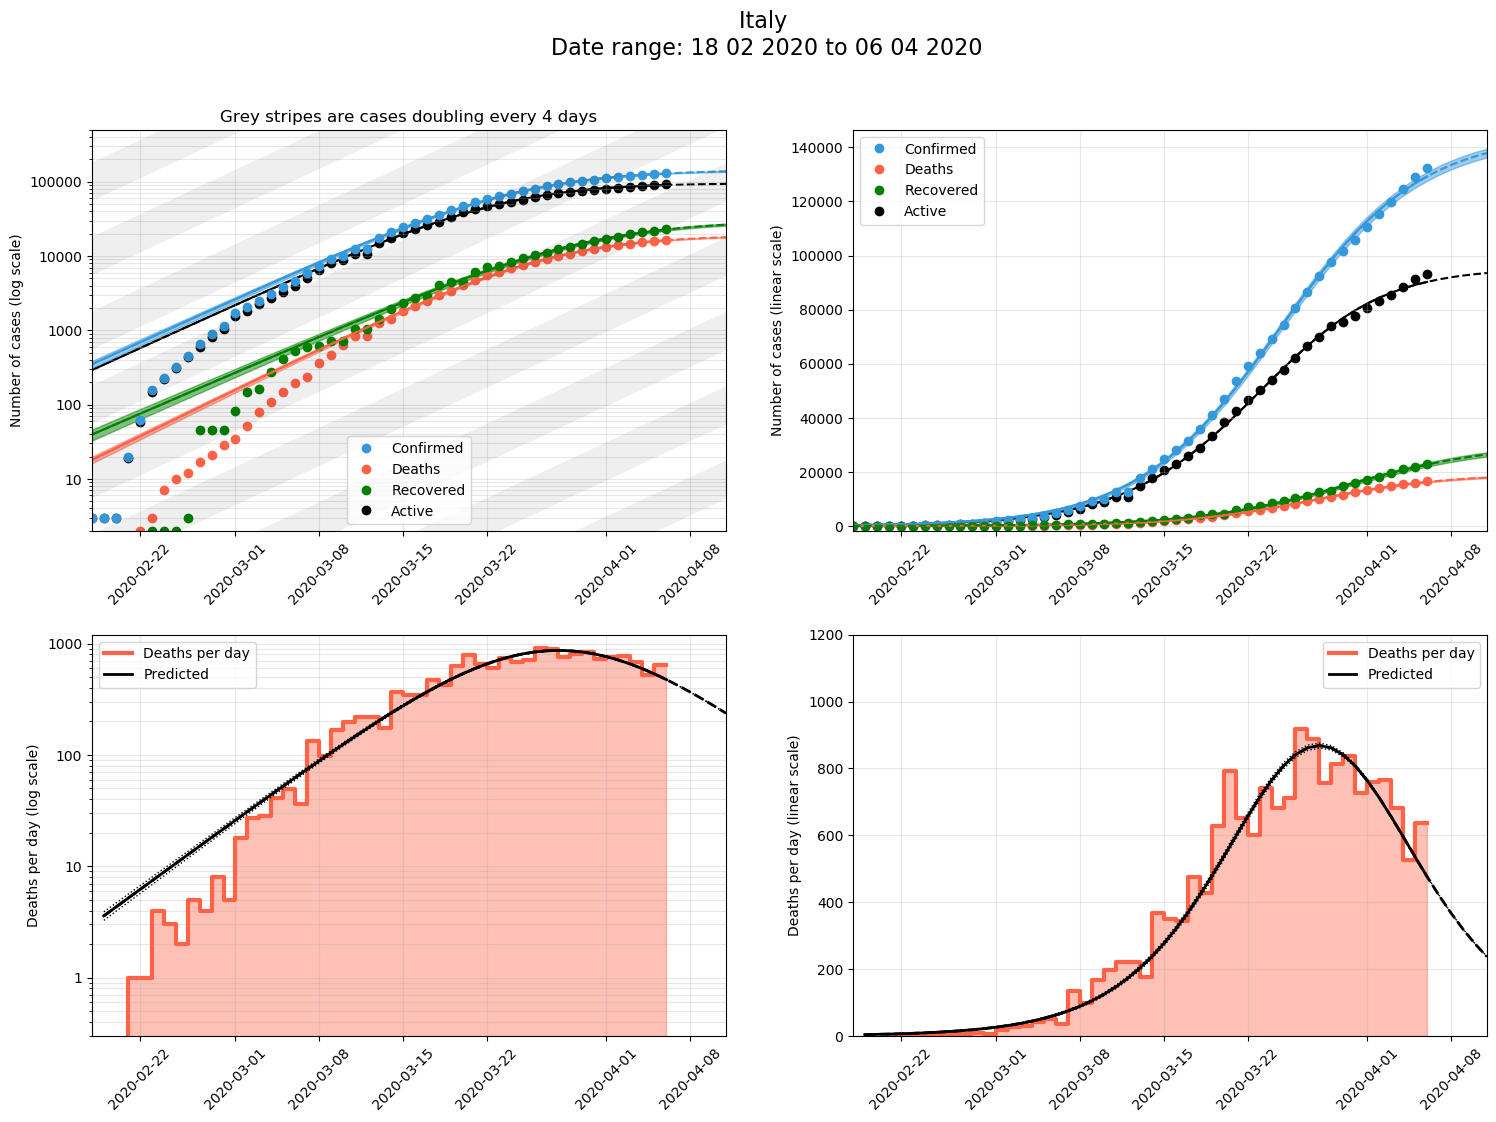 Italy
Date range: 18 02 2020 to 06 04 2020
Grey stripes are cases doubling every 4 days
Number of cases (log scale)
100000
10000
1000
100
10
Confirmed
Deaths
Recovered
Active
2020-02-22
2020-03-01
2020-03-08
2020-03-15
2020-03-22
2020-04-01
2020-04-08
Number of cases (linear scale)
140000
120000
100000
80000
60000
40000
20000
0
Confirmed
Deaths
Recovered
Active
2020-02-22
2020-03-01
2020-03-08
2020-03-15
2020-03-22
2020-04-01
2020-04-08
Deaths per day (log scale)
1000
100
10
1
Deaths per day
Predicted
2020-02-22
2020-03-01
2020-03-08
2020-03-15
2020-03-22
2020-04-01
2020-04-08
Deaths per day (linear scale)
1200
1000
800
600
400
200
0
Deaths per day
Predicted
2020-02-22
2020-03-01
2020-03-08
2020-03-15
2020-03-22
2020-04-01
2020-04-08